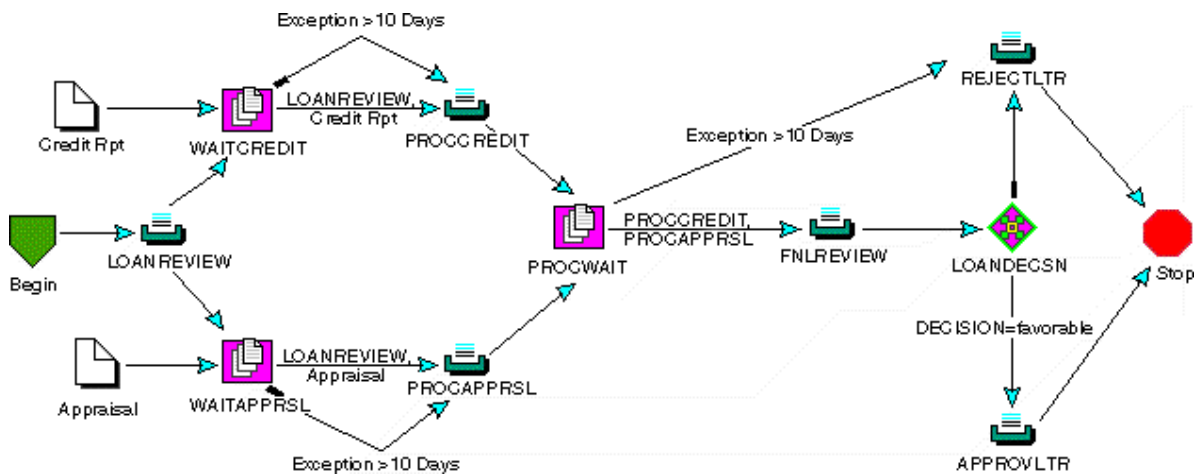 Exception >10 Days
REJECTLTR
LOANREVIEW,
Credit Rpt
Credit Rpt
WAITCREDIT
PROCCREDIT
Exception >10 Days
Begin
LOANREVIEW
PROCWAIT
PROCCREDIT,
PROCAPPRSL
FNLREVIEW
LOANDECSN
Stop
DECISION=favorable
LOANREVIEW,
Appraisal
Appraisal
WAITAPPRSL
PROCAPPRSL
Exception >10 Days
APPROVLTR